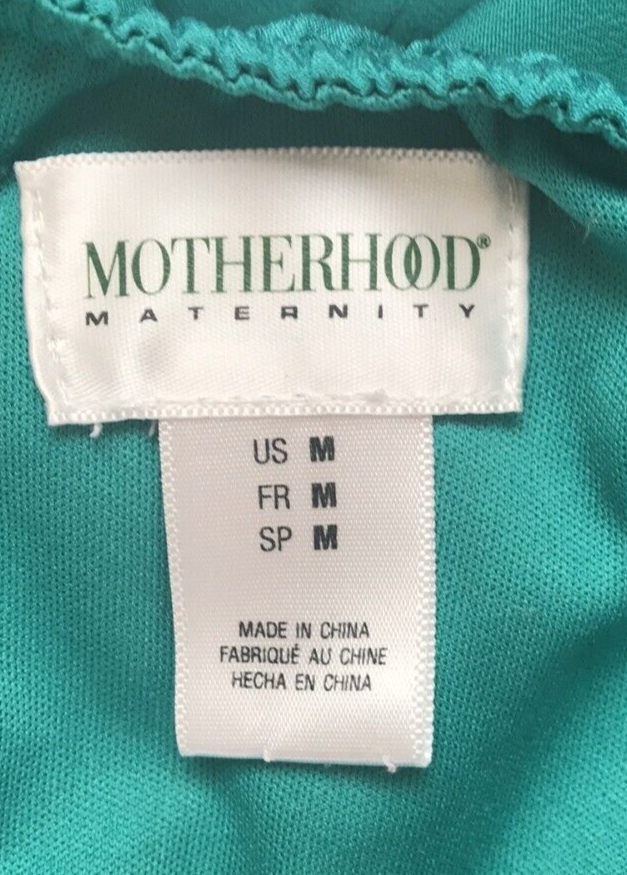 MOTHERHOOD®
MATERNITY
US M
FR M
SP M
MADE IN CHINA
FABRIQUÉ AU CHINE
HECHA EN CHINA